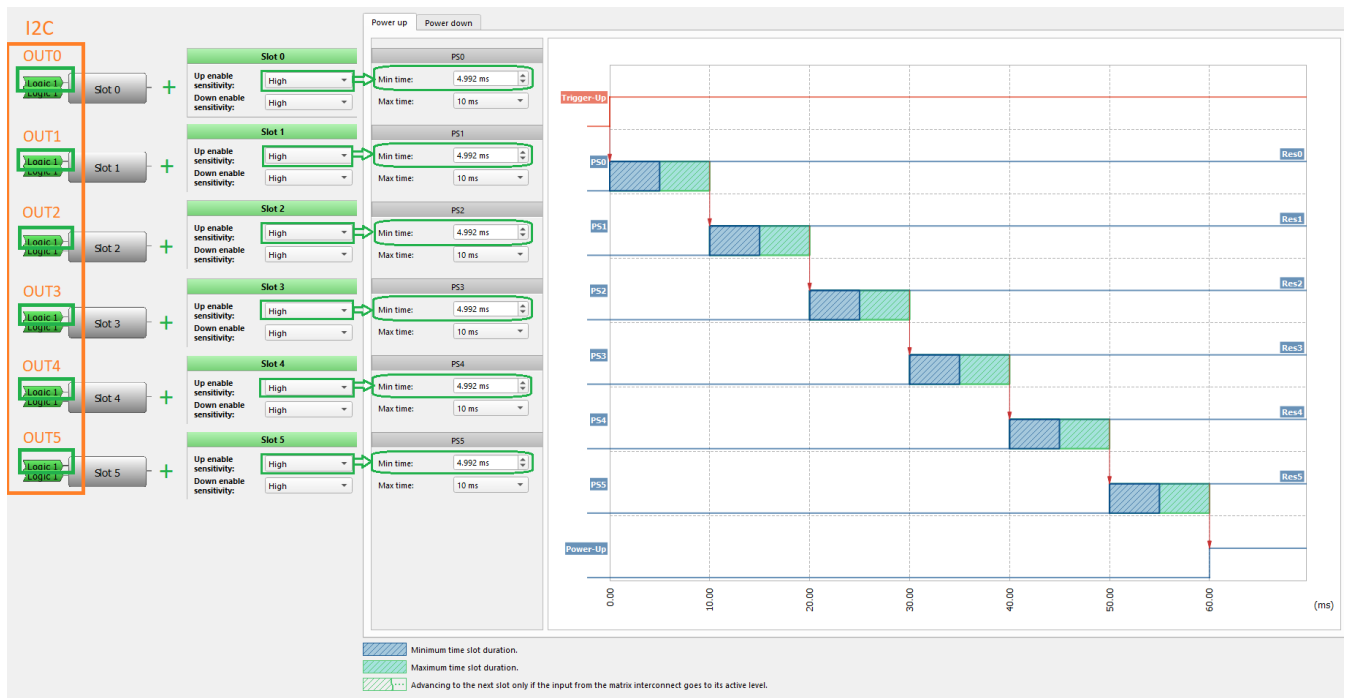 I2C
OUT0
Logic 1
Logic 1
Slot 0
+
OUT1
Logic 1
Logic 1
Slot 1
+
OUT2
Logic 1
Logic 1
Slot 2
+
OUT3
Logic 1
Logic 1
Slot 3
+
OUT4
Logic 1
Logic 1
Slot 4
+
OUT5
Logic 1
Logic 1
Slot 5
+
Slot 0
Up enable
sensitivity:
High
Down enable
sensitivity:
High
Slot 1
Up enable
sensitivity:
High
Down enable
sensitivity:
High
Slot 2
Up enable
sensitivity:
High
Down enable
sensitivity:
High
Slot 3
Up enable
sensitivity:
High
Down enable
sensitivity:
High
Slot 4
Up enable
sensitivity:
High
Down enable
sensitivity:
High
Slot 5
Up enable
sensitivity:
High
Down enable
sensitivity:
High
Power up Power down
PS0
Min time: 4.992 ms
Max time: 10 ms
PS1
Min time: 4.992 ms
Max time: 10 ms
PS2
Min time: 4.992 ms
Max time: 10 ms
PS3
Min time: 4.992 ms
Max time: 10 ms
PS4
Min time: 4.992 ms
Max time: 10 ms
PS5
Min time: 4.992 ms
Max time: 10 ms
Trigger-Up
PS0 Res0
PS1 Res1
PS2 Res2
PS3 Res3
PS4 Res4
PS5 Res5
Power-Up
0.00 10.00 20.00 30.00 40.00 50.00 60.00 (ms)
Minimum time slot duration.
Maximum time slot duration.
Advancing to the next slot only if the input from the matrix interconnect goes to its active level.